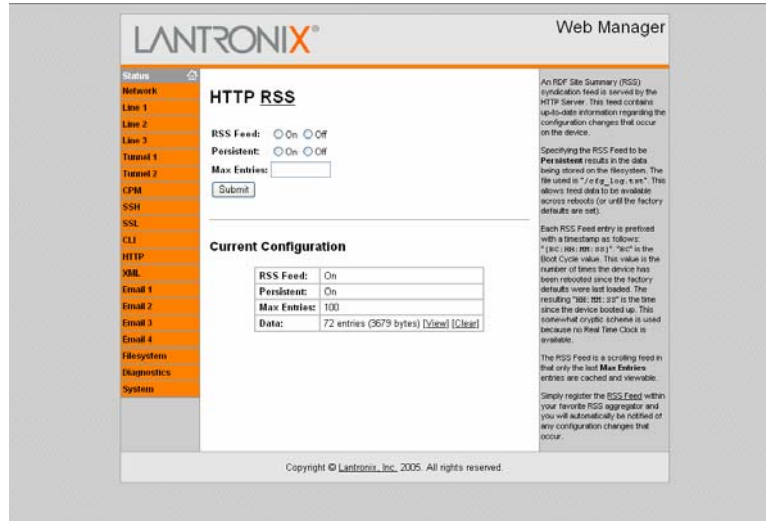 LANTRONIX®
Web Manager
Status
Network
Line 1
Line 2
Line 3
Tunnel 1
Tunnel 2
CPM
SSH
SSL
CLI
HTTP
XML
Email 1
Email 2
Email 3
Email 4
Filesystem
Diagnostics
System
HTTP RSS
RSS Feed: On Off
Persistent: On Off
Max Entries:
Submit
Current Configuration
RSS Feed: On
Persistent: On
Max Entries: 100
Data: 72 entries (3679 bytes) [View] [Clear]
An RDF Site Summary (RSS)
syndication feed is served by the
HTTP Server. This feed contains
up-to-date information regarding the
configuration changes that occur
on the device.
Specifying the RSS Feed to be
Persistent results in the data
being stored on the filesystem. The
file used is "/cfg_log.txt". This
allows feed data to be available
across reboots (or until the factory
defaults are set).
Each RSS Feed entry is prefixed
with a timestamp as follows:
"[BC:HH:MM:SS]". "BC" is the
Boot Cycle value. This value is the
number of times the device has
been rebooted since the factory
defaults were last loaded. The
resulting "HH:MM:SS" is the time
since the device booted up. This
somewhat cryptic scheme is used
because no Real Time Clock is
available.
The RSS Feed is a scrolling feed in
that only the last Max Entries
entries are cached and viewable.
Simply register the RSS Feed within
your favorite RSS aggregator and
you will automatically be notified of
any configuration changes that
occur.
Copyright © Lantronix, Inc. 2005. All rights reserved.